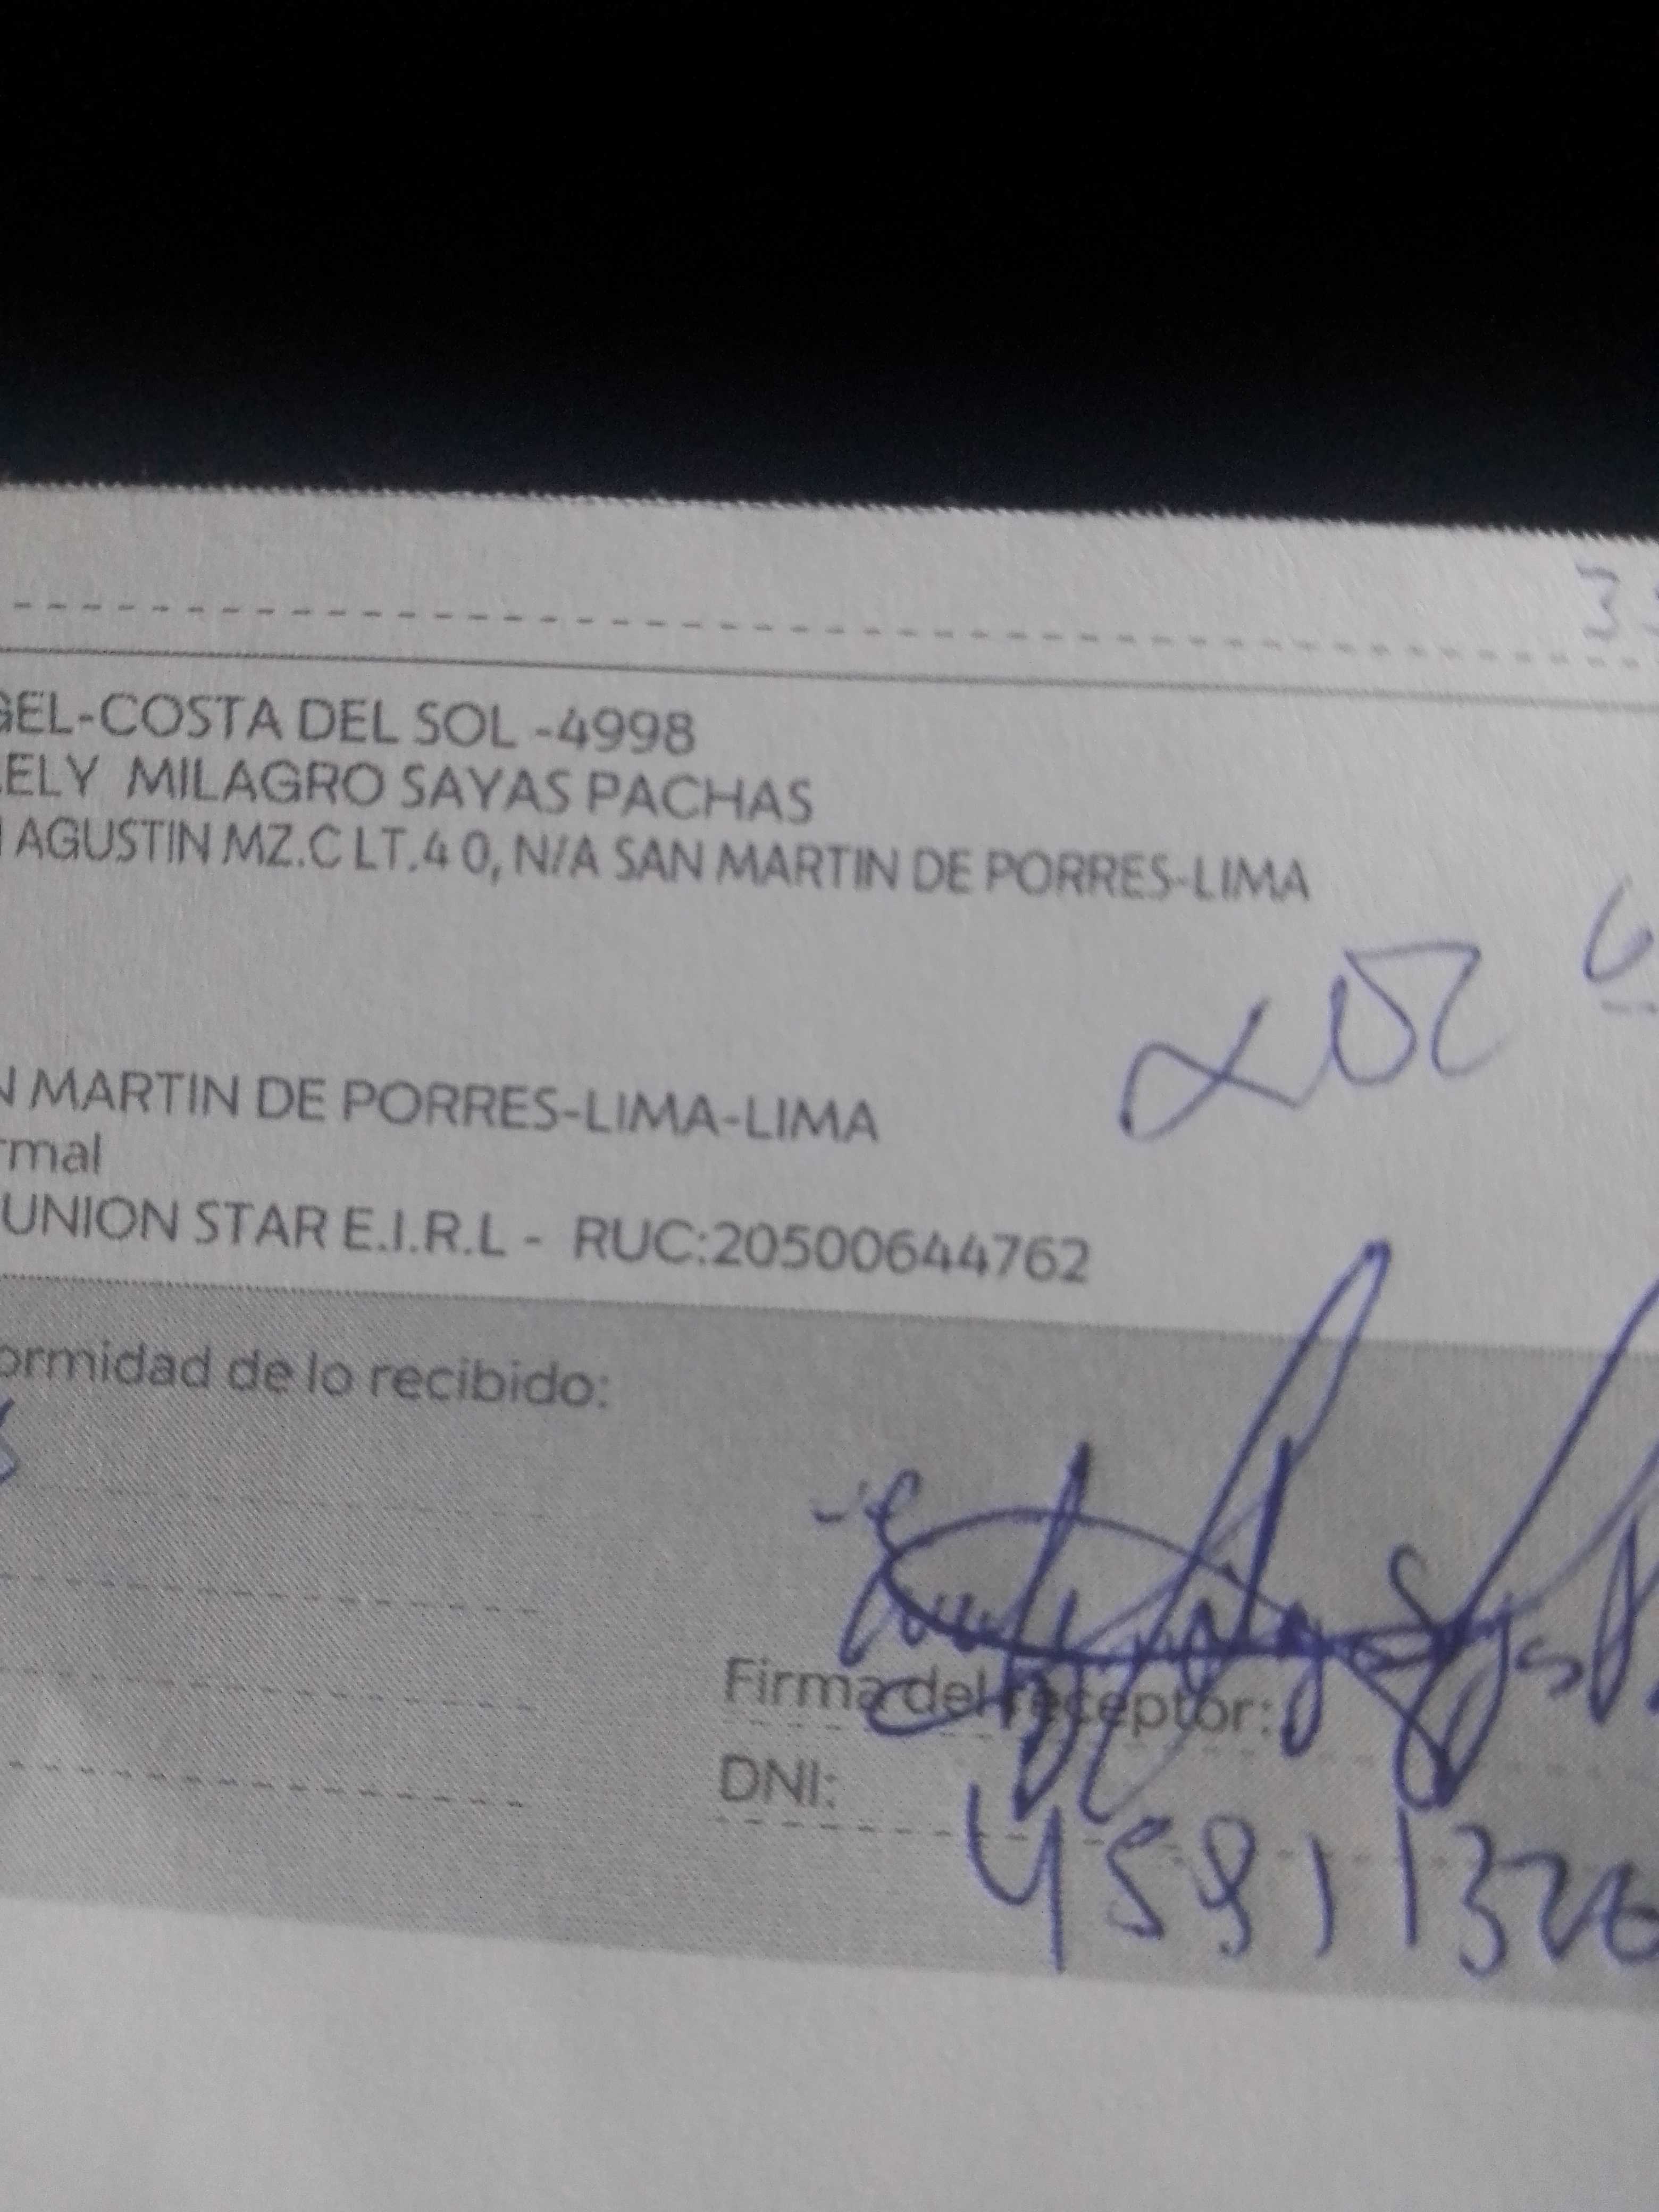 GEL-COSTA DEL SOL -4998
ELY MILAGRO SAYAS PACHAS
AGUSTIN MZ.C LT.4 0, N/A SAN MARTIN DE PORRES-LIMA
N MARTIN DE PORRES-LIMA-LIMA
rmal
UNION STAR E.I.R.L - RUC:20500644762
ormidad de lo recibido:
Firma del receptor:
DNI:
45911326